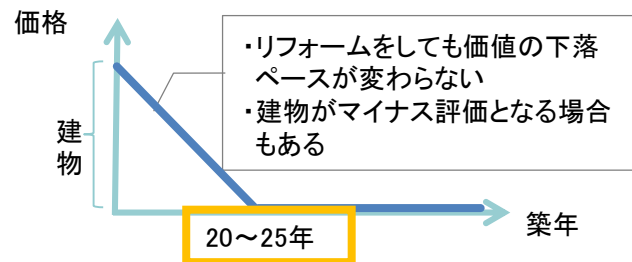 価格
・リフォームをしても価値の下落
ペースが変わらない
・建物がマイナス評価となる場合
もある
建
物
20~25年
築年